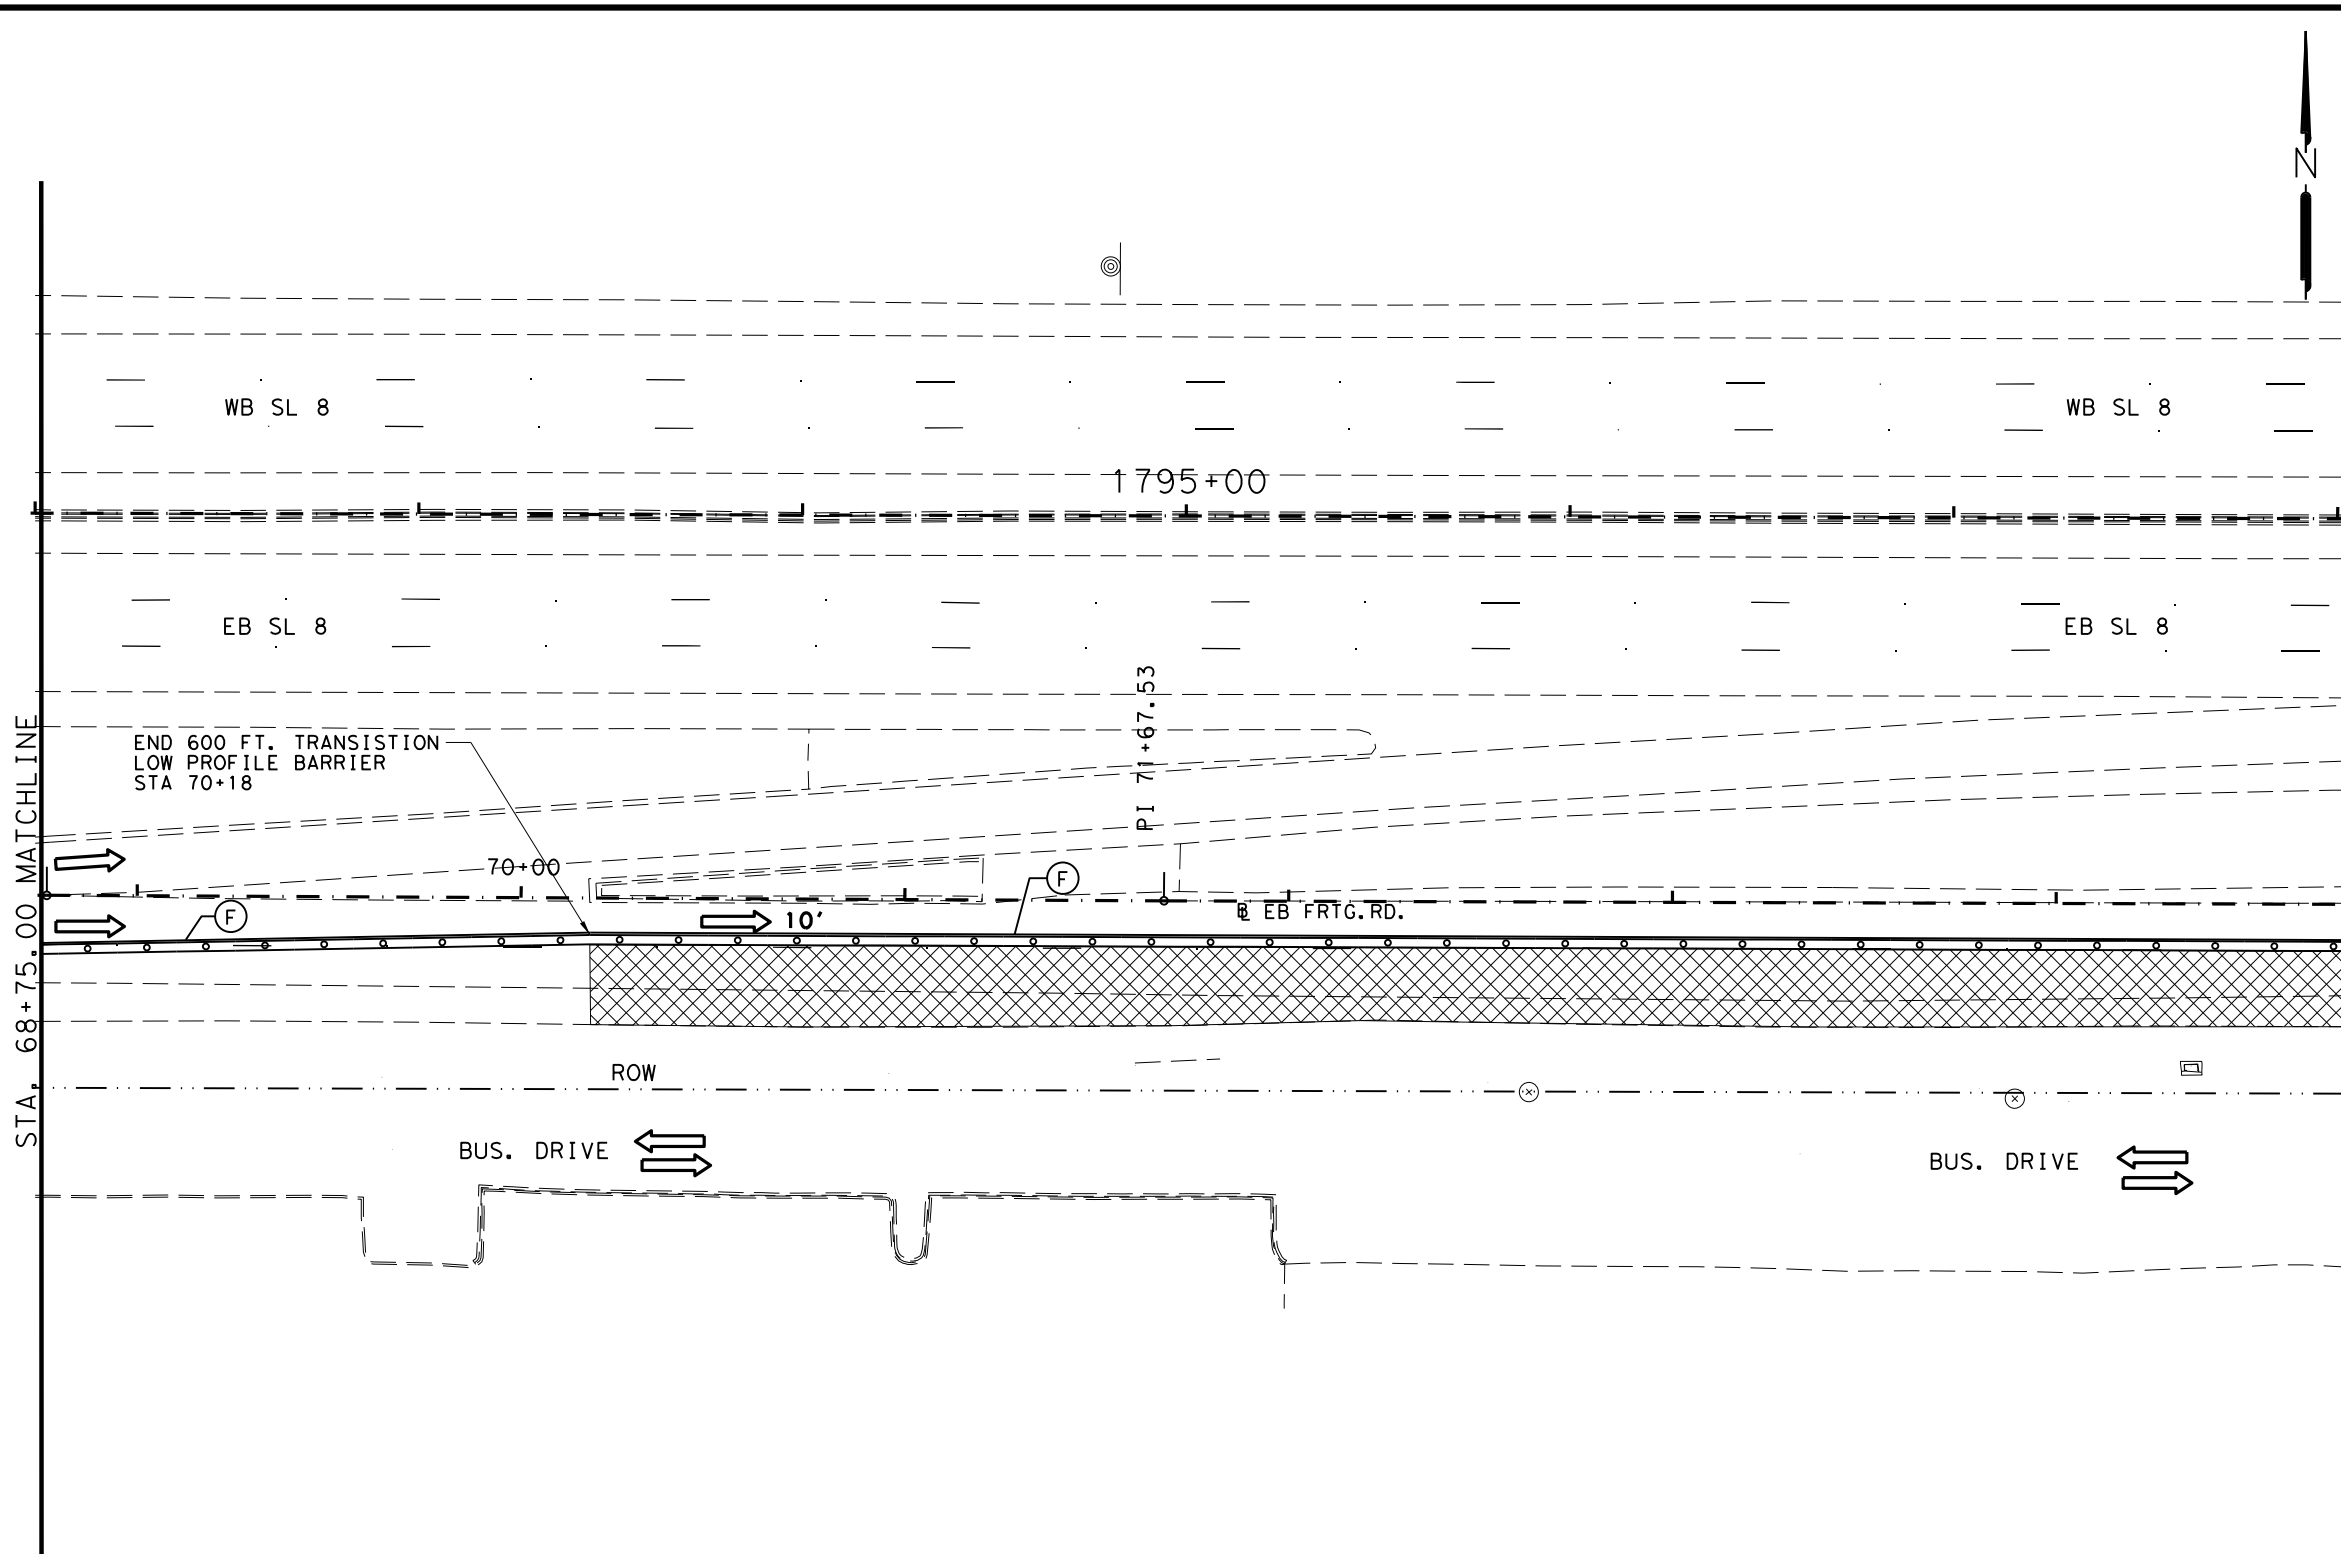 N
WB SL 8
WB SL 8
1795+00
EB SL 8
EB SL 8
PI 71+67.53
END 600 FT. TRANSISTION
LOW PROFILE BARRIER
STA 70+18
STA. 68+75.00 MATCHLINE
70+00
F
F
10'
BL EB FRTG.RD.
ROW
BUS. DRIVE
BUS. DRIVE